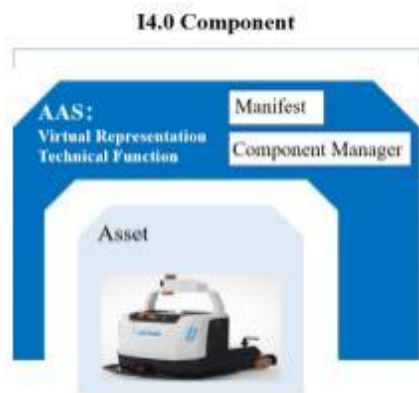 I4.0 Component
AAS:
Manifest
Virtual Representation
Technical Function
Component Manager
Asset